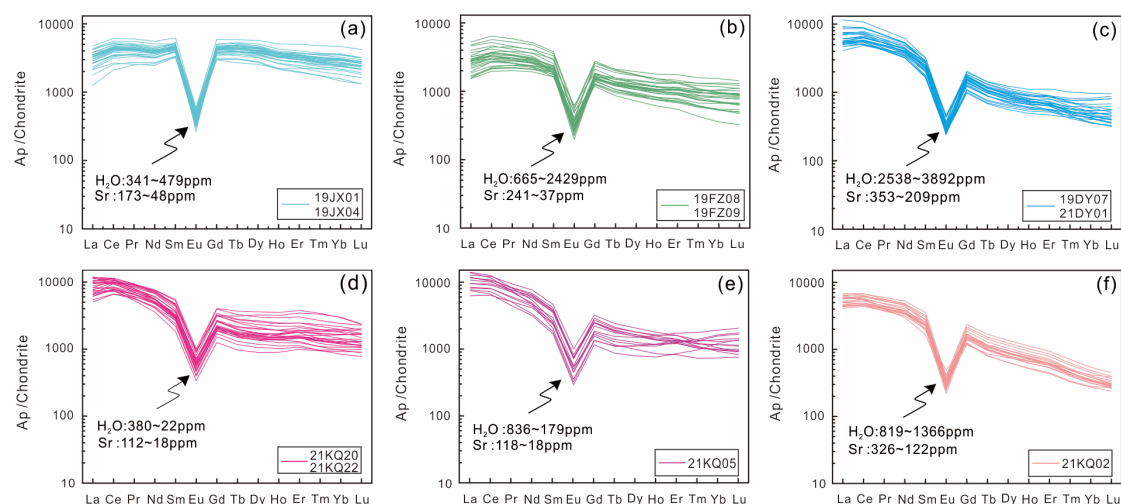 (a)
Ap /Chondrite
10000
1000
100
10
H₂O:341~479ppm
Sr :173~48ppm
19JX01
19JX04
La Ce Pr Nd Sm Eu Gd Tb Dy Ho Er Tm Yb Lu
(b)
Ap /Chondrite
10000
1000
100
10
H₂O:665~2429ppm
Sr :241~37ppm
19FZ08
19FZ09
La Ce Pr Nd Sm Eu Gd Tb Dy Ho Er Tm Yb Lu
(c)
Ap /Chondrite
10000
1000
100
10
H₂O:2538~3892ppm
Sr :353~209ppm
19DY07
21DY01
La Ce Pr Nd Sm Eu Gd Tb Dy Ho Er Tm Yb Lu
(d)
Ap /Chondrite
10000
1000
100
10
H₂O:380~22ppm
Sr :112~18ppm
21KQ20
21KQ22
La Ce Pr Nd Sm Eu Gd Tb Dy Ho Er Tm Yb Lu
(e)
Ap /Chondrite
10000
1000
100
10
H₂O:836~179ppm
Sr :118~18ppm
21KQ05
La Ce Pr Nd Sm Eu Gd Tb Dy Ho Er Tm Yb Lu
(f)
Ap /Chondrite
10000
1000
100
10
H₂O:819~1366ppm
Sr :326~122ppm
21KQ02
La Ce Pr Nd Sm Eu Gd Tb Dy Ho Er Tm Yb Lu